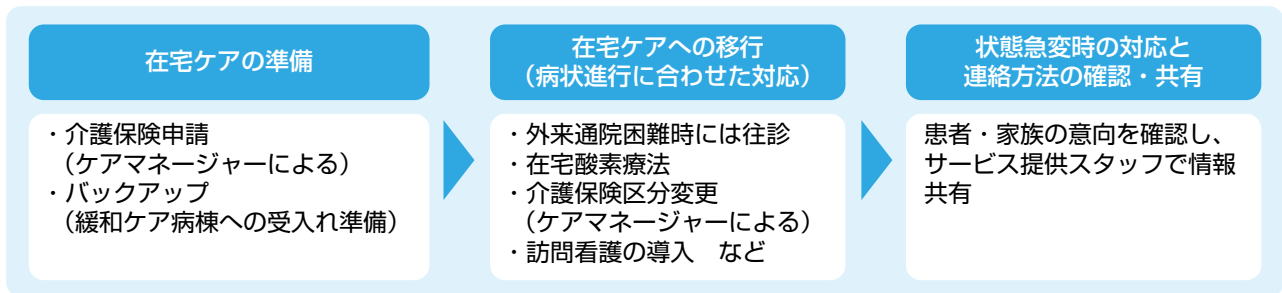 在宅ケアの準備
・介護保険申請
（ケアマネージャーによる）
・バックアップ
（緩和ケア病棟への受入れ準備）
在宅ケアへの移行
（病状進行に合わせた対応）
・外来通院困難時には往診
・在宅酸素療法
・介護保険区分変更
（ケアマネージャーによる）
・訪問看護の導入　など
状態急変時の対応と
連絡方法の確認・共有
患者・家族の意向を確認し、
サービス提供スタッフで情報
共有